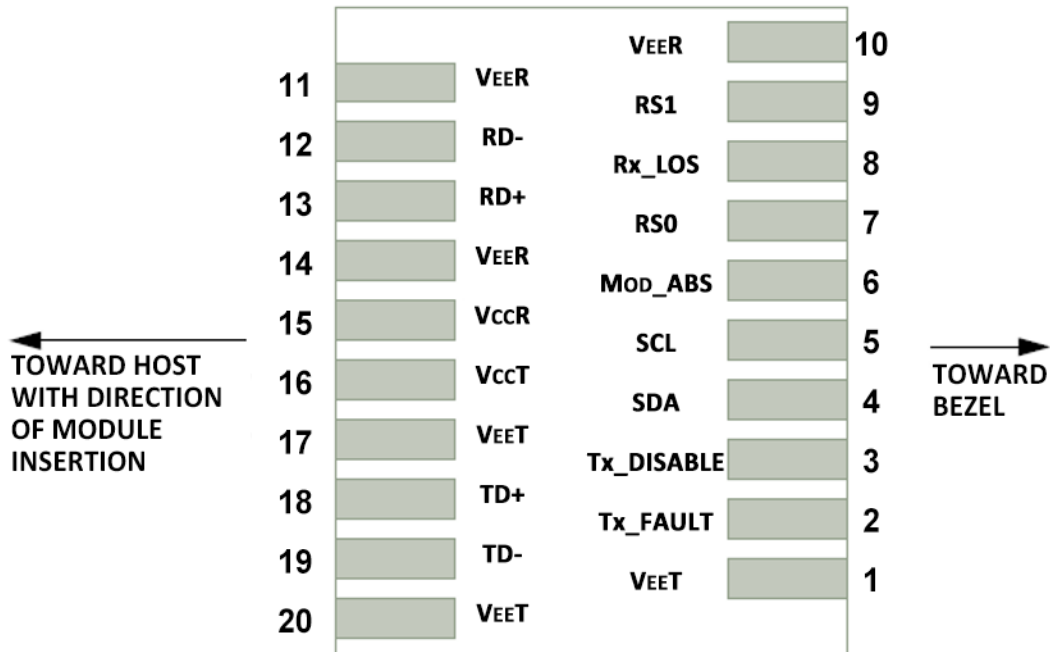 VEER 10
11 VEER
RS1 9
12 RD-
Rx_LOS 8
13 RD+
RS0 7
14 VEER
MOD_ABS 6
15 VCCR
SCL 5
16 VCCT
SDA 4
17 VEET
Tx_DISABLE 3
18 TD+
Tx_FAULT 2
19 TD-
VEET 1
20 VEET
TOWARD HOST
WITH DIRECTION
OF MODULE
INSERTION
TOWARD
BEZEL